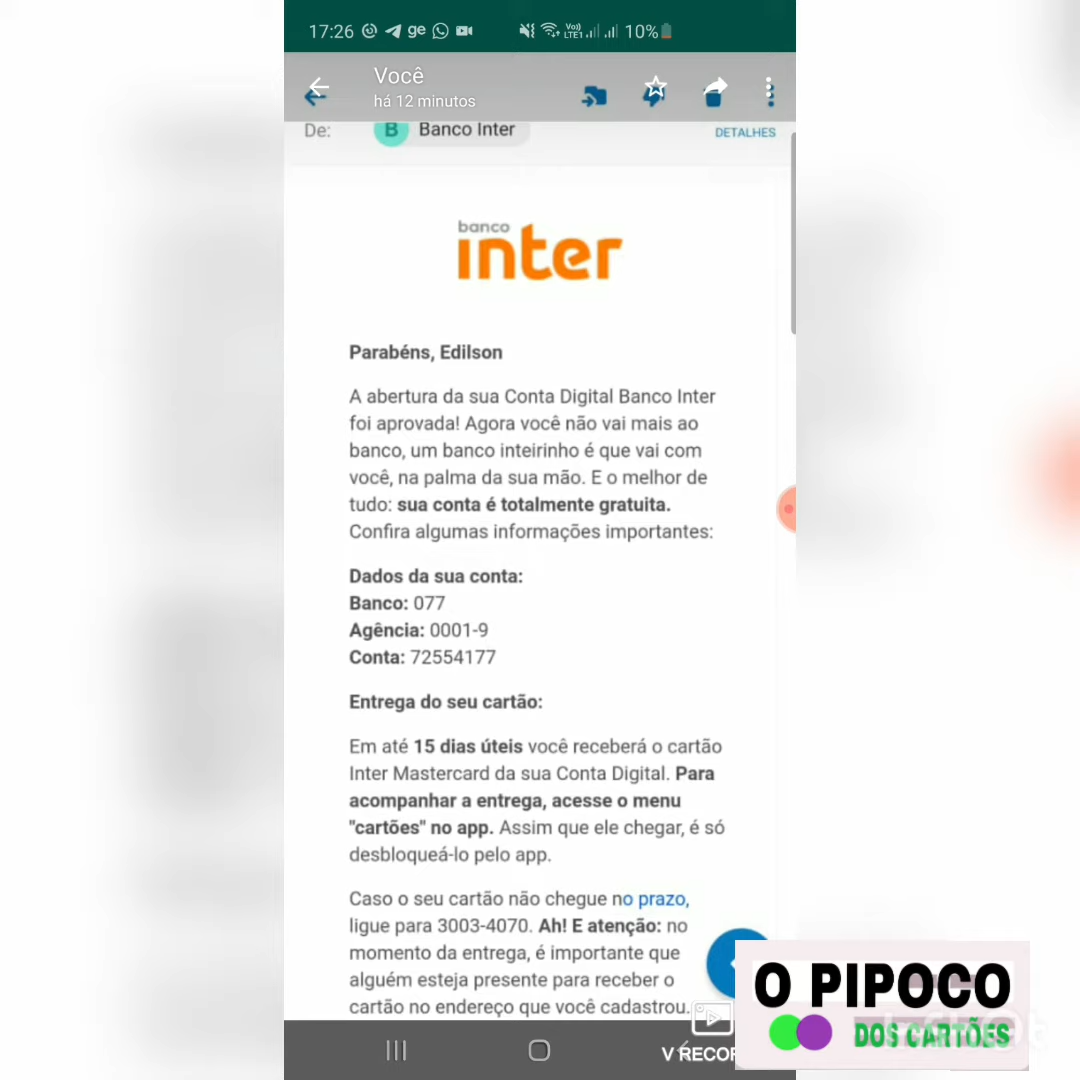 17:26 ge Vo)) LTE1 10%
Você
há 12 minutos
De: B Banco Inter DETALHES
banco
inter
Parabéns, Edilson
A abertura da sua Conta Digital Banco Inter
foi aprovada! Agora você não vai mais ao
banco, um banco inteirinho é que vai com
você, na palma da sua mão. E o melhor de
tudo: sua conta é totalmente gratuita.
Confira algumas informações importantes:
Dados da sua conta:
Banco: 077
Agência: 0001-9
Conta: 72554177
Entrega do seu cartão:
Em até 15 dias úteis você receberá o cartão
Inter Mastercard da sua Conta Digital. Para
acompanhar a entrega, acesse o menu
"cartões" no app. Assim que ele chegar, é só
desbloqueá-lo pelo app.
Caso o seu cartão não chegue no prazo,
ligue para 3003-4070. Ah! E atenção: no
momento da entrega, é importante que
alguém esteja presente para receber o
cartão no endereço que você cadastrou.
V RECOR
O PIPOCO
DOS CARTÕES